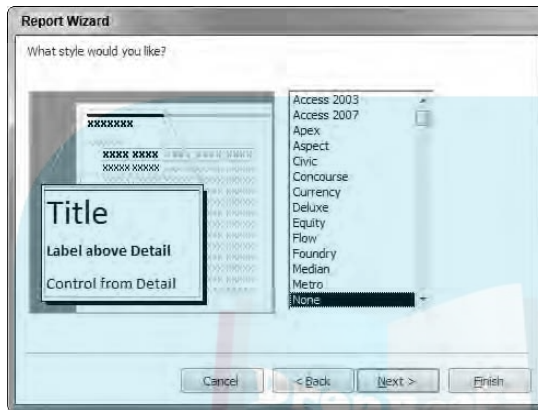 Report Wizard
What style would you like?
xxxxxxx
xxxx xxxx
xxxxx xxxxx
Title
Label above Detail
Control from Detail
Access 2003
Access 2007
Apex
Aspect
Civic
Concourse
Currency
Deluxe
Equity
Flow
Foundry
Median
Metro
None
Cancel
< Back
Next >
Finish